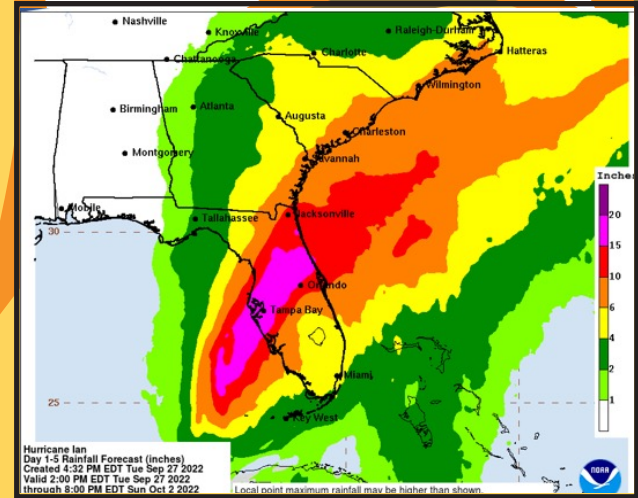 Nashville
Knoxville
Raleigh-Durham
Chattanooga
Charlotte
Hatteras
Wilmington
Birmingham
Atlanta
Augusta
Charleston
Montgomery
Savannah
Inches
Mobile
Tallahassee
Jacksonville
30
20
15
10
6
4
2
1
Orlando
Tampa Bay
Miami
25
Key West
Hurricane Ian
Day 1-5 Rainfall Forecast (inches)
Created 4:32 PM EDT Tue Sep 27 2022
Valid 2:00 PM EDT Tue Sep 27 2022
through 8:00 PM EDT Sun Oct 2 2022
Local point maximum rainfall may be higher than shown.
NOAA